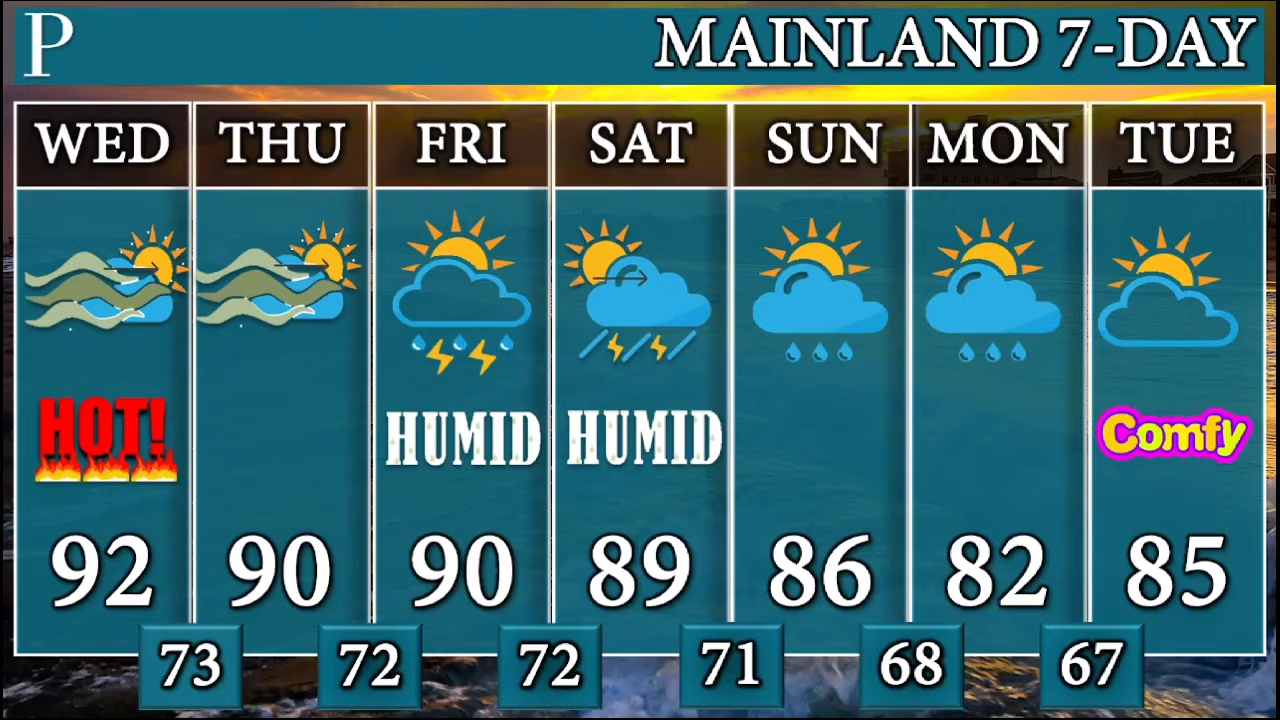 P
MAINLAND 7-DAY
WED THU FRI SAT SUN MON TUE
HOT! HUMID HUMID Comfy
92 90 90 89 86 82 85
73 72 72 71 68 67